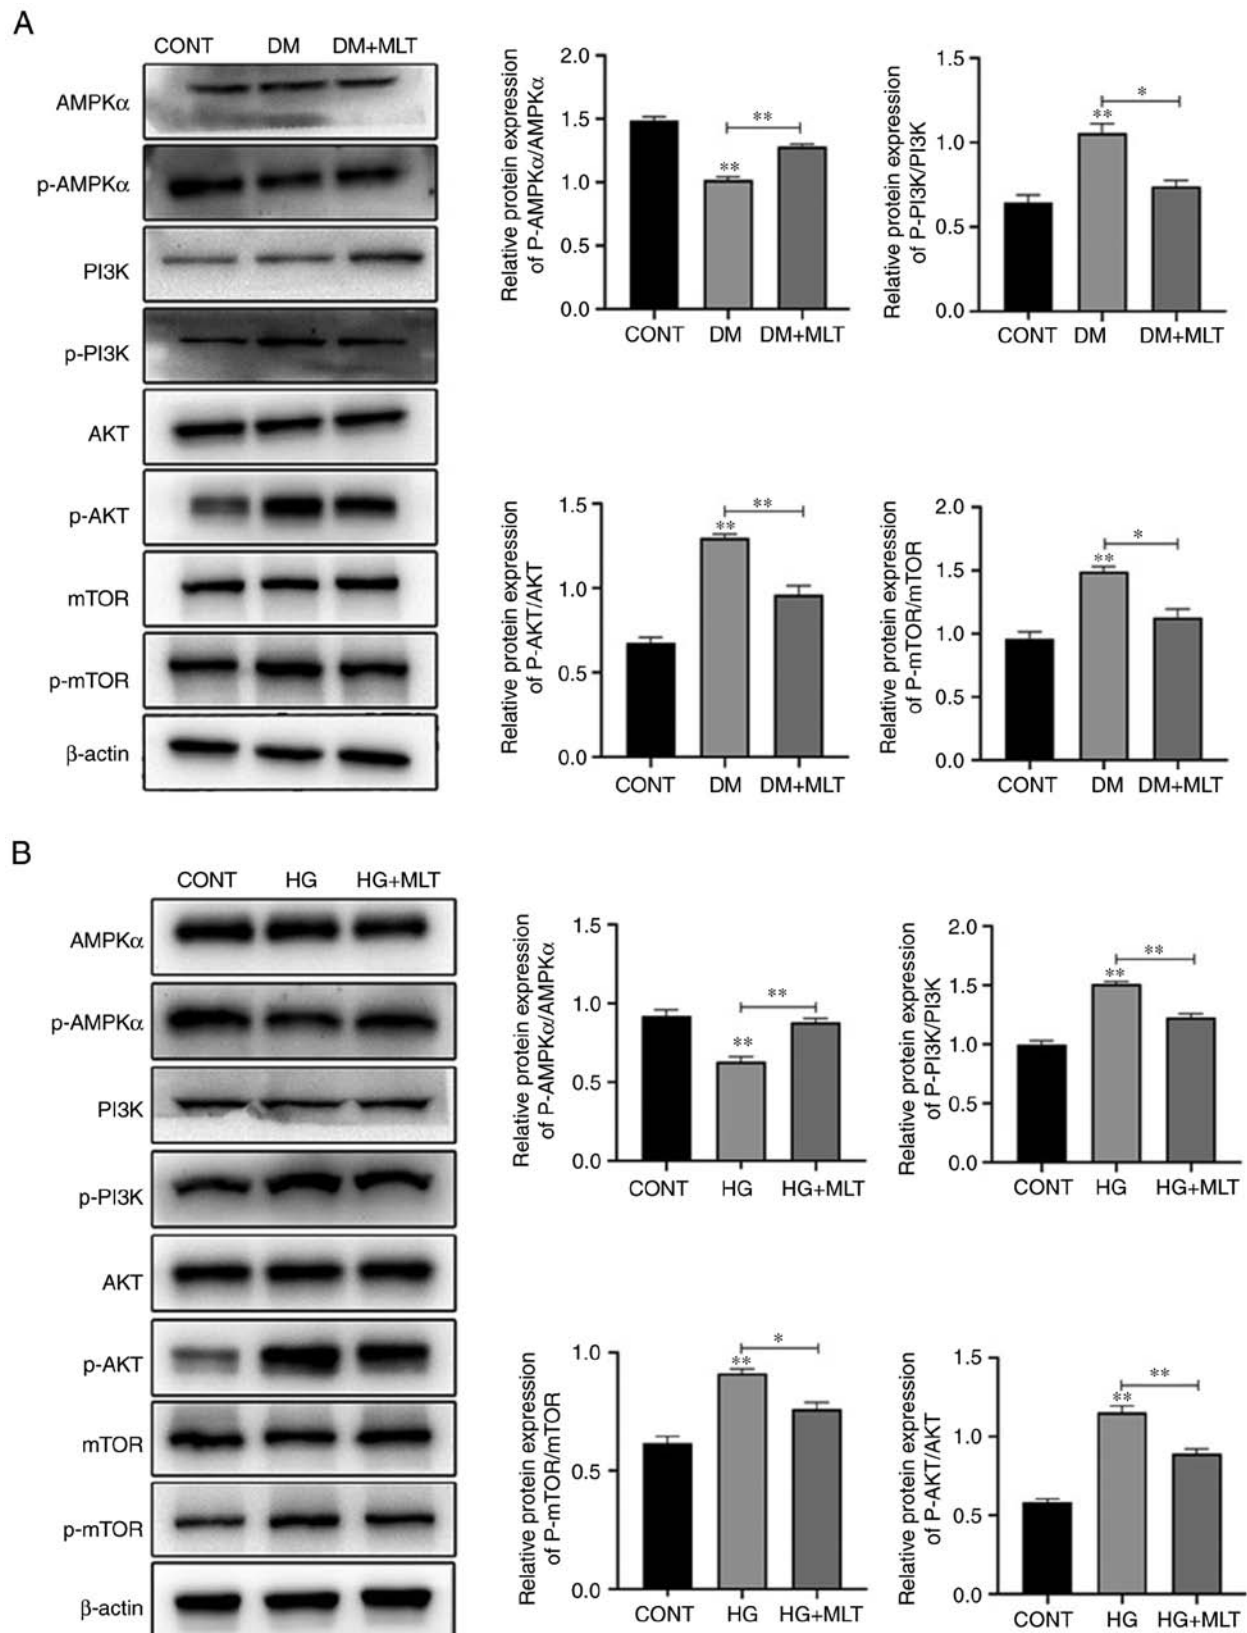 A
CONT DM DM+MLT
AMPKα
p-AMPKα
PI3K
p-PI3K
AKT
p-AKT
mTOR
p-mTOR
β-actin
Relative protein expression
of P-AMPKα/AMPKα
2.0
1.5
1.0
0.5
0.0
**
**
CONT DM DM+MLT
Relative protein expression
of P-PI3K/PI3K
1.5
1.0
0.5
0.0
*
**
CONT DM DM+MLT
Relative protein expression
of P-AKT/AKT
1.5
1.0
0.5
0.0
**
**
CONT DM DM+MLT
Relative protein expression
of P-mTOR/mTOR
2.0
1.5
1.0
0.5
0.0
*
**
CONT DM DM+MLT
B
CONT HG HG+MLT
AMPKα
p-AMPKα
PI3K
p-PI3K
AKT
p-AKT
mTOR
p-mTOR
β-actin
Relative protein expression
of P-AMPKα/AMPKα
1.5
1.0
0.5
0.0
**
**
CONT HG HG+MLT
Relative protein expression
of P-PI3K/PI3K
2.0
1.5
1.0
0.5
0.0
**
**
CONT HG HG+MLT
Relative protein expression
of P-mTOR/mTOR
1.0
0.5
0.0
*
**
CONT HG HG+MLT
Relative protein expression
of P-AKT/AKT
1.5
1.0
0.5
0.0
**
**
CONT HG HG+MLT